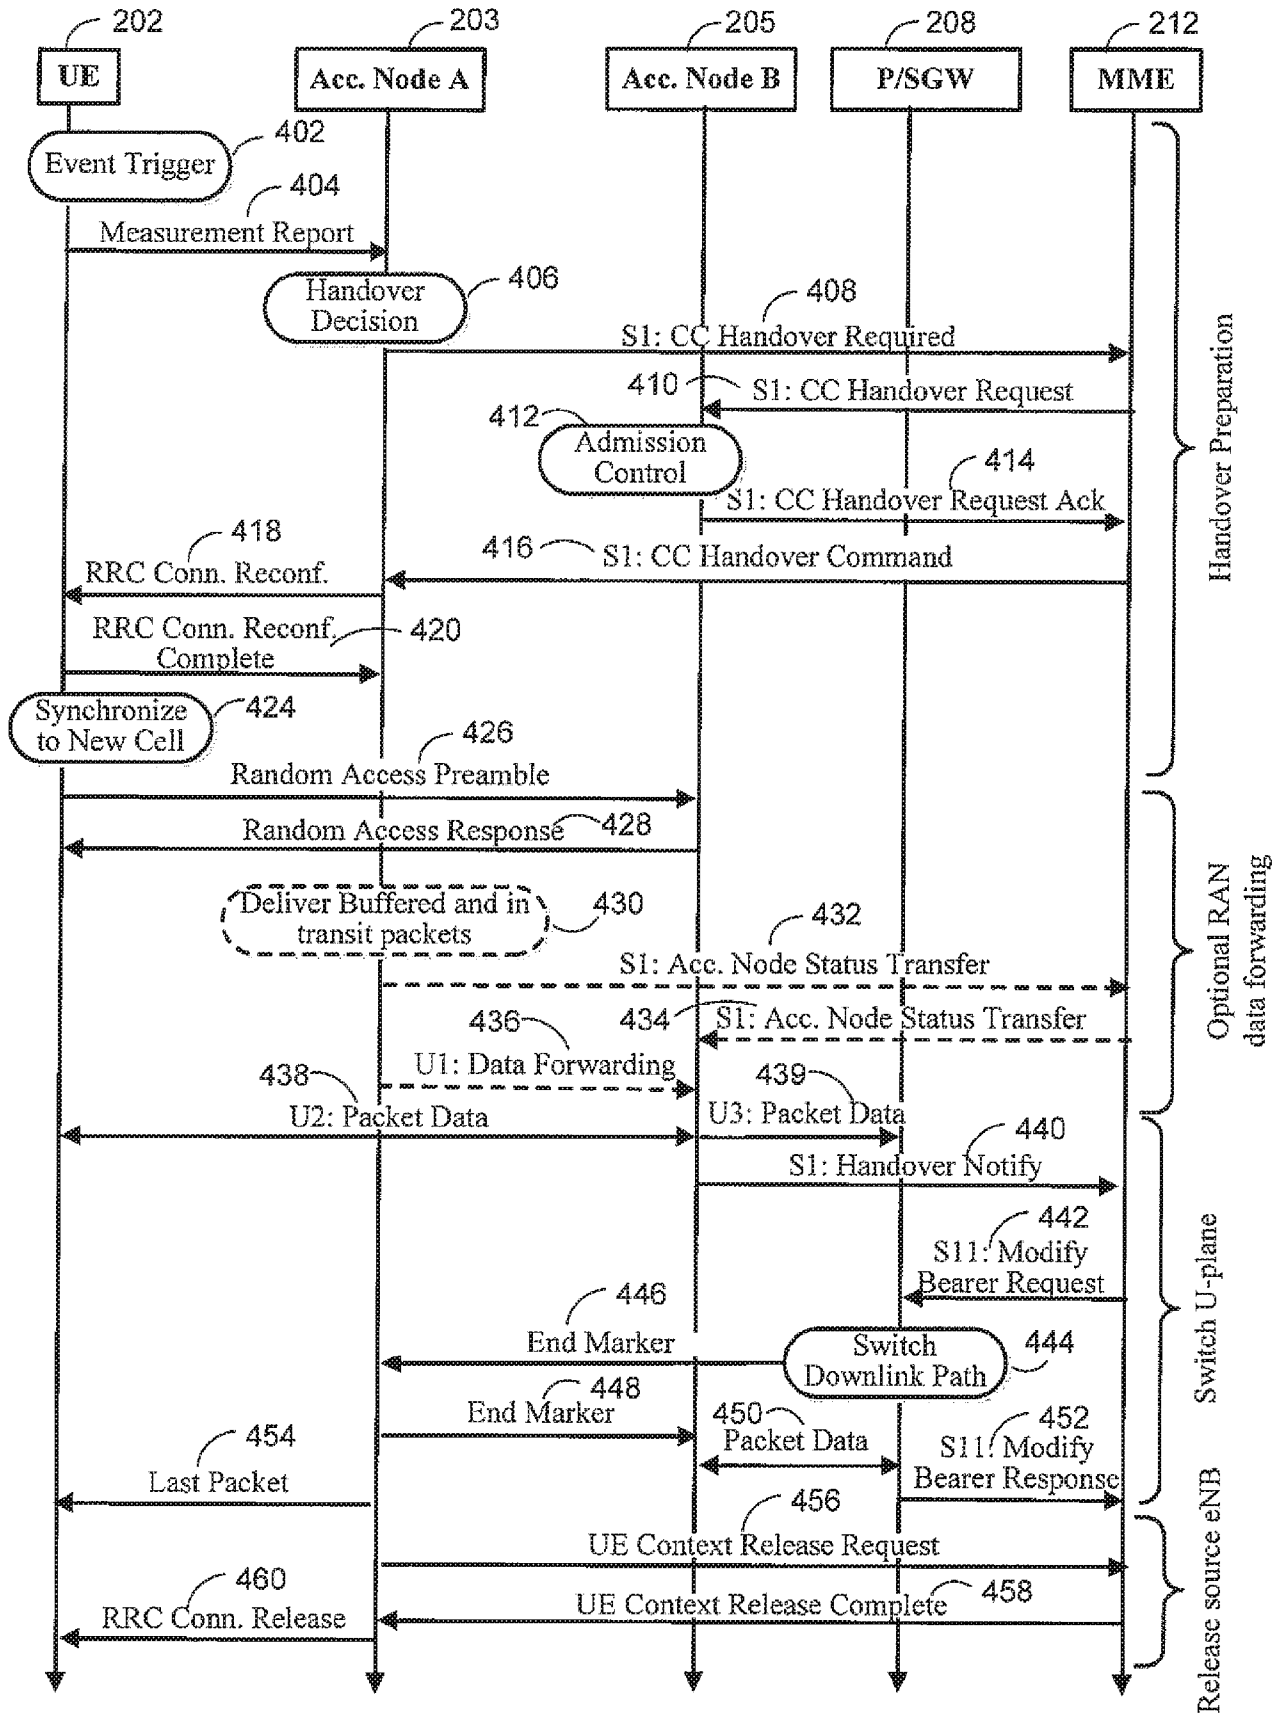 202
203
205
208
212
UE
Acc. Node A
Acc. Node B
P/SGW
MME
402
Event Trigger
404
Measurement Report
406
Handover
Decision
408
S1: CC Handover Required
410
S1: CC Handover Request
412
Admission
Control
414
S1: CC Handover Request Ack
416
S1: CC Handover Command
418
RRC Conn. Reconf.
RRC Conn. Reconf.
Complete
420
Synchronize
to New Cell
424
426
Random Access Preamble
Handover Preparation
Random Access Response
428
Deliver Buffered and in
transit packets
430
432
S1: Acc. Node Status Transfer
434
S1: Acc. Node Status Transfer
436
U1: Data Forwarding
Optional RAN
data forwarding
438
U2: Packet Data
439
U3: Packet Data
440
S1: Handover Notify
442
S11: Modify
Bearer Request
Switch
Downlink Path
444
446
End Marker
448
End Marker
450
Packet Data
452
S11: Modify
Bearer Response
454
Last Packet
Switch U-plane
456
UE Context Release Request
458
UE Context Release Complete
460
RRC Conn. Release
Release source eNB